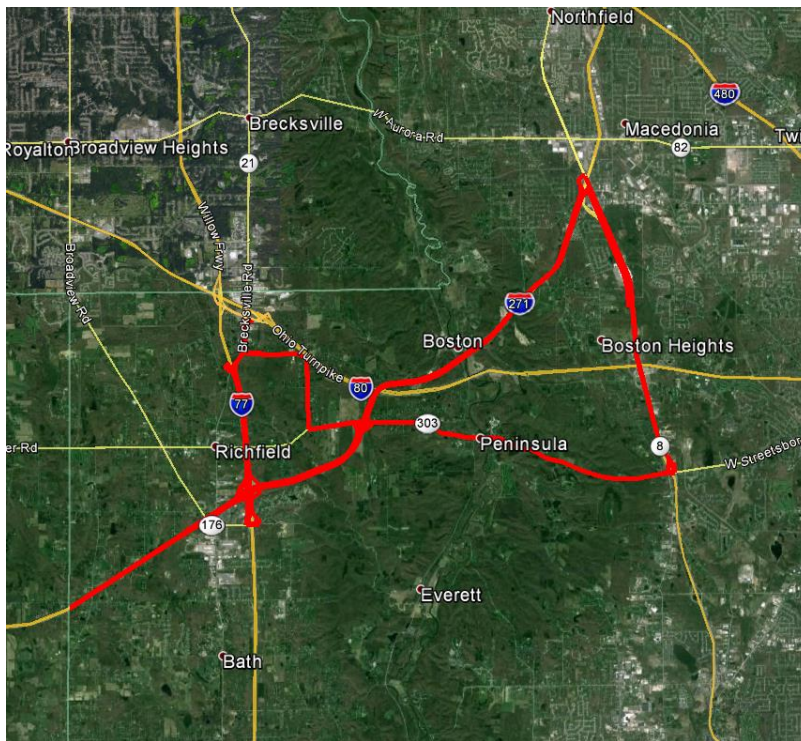 Northfield
480
Brecksville
W Aurora Rd
Macedonia
82
Twi
Royalton
Broadview Heights
21
Willow Frwy
Broadview Rd
Brecksville Rd
271
Ohio Turnpike
Boston
Boston Heights
80
77
303
er Rd
Richfield
Peninsula
8
W Streetsbor
176
Everett
Bath